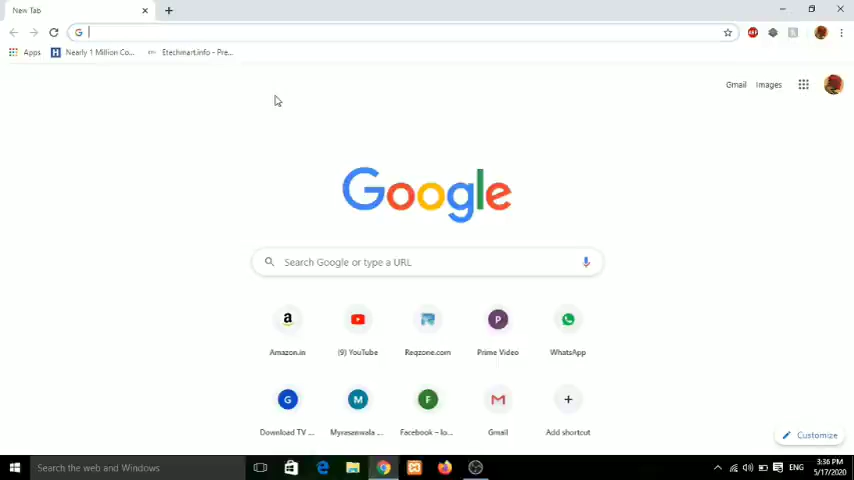 New Tab
Apps
Nearly 1 Million Co...
Etechmart.info - Pre...
Gmail
Images
Google
Search Google or type a URL
Amazon.in
(9) YouTube
Reqzone.com
Prime Video
WhatsApp
Download TV ...
Myrasanwala ...
Facebook – lo...
Gmail
Add shortcut
Customize
Search the web and Windows
ENG
3:36 PM
5/17/2020